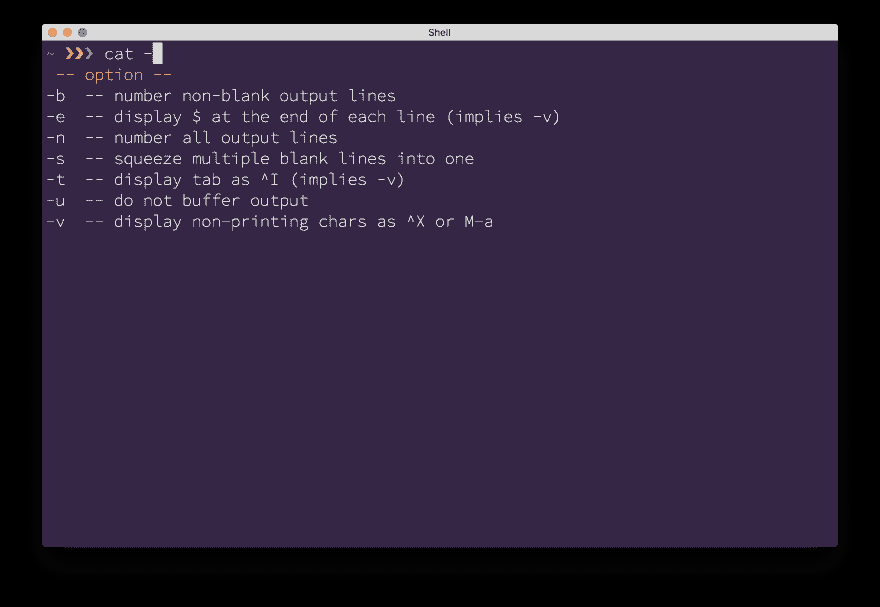 Shell
~ ❯❯❯ cat -
-- option --
-b  -- number non-blank output lines
-e  -- display $ at the end of each line (implies -v)
-n  -- number all output lines
-s  -- squeeze multiple blank lines into one
-t  -- display tab as ^I (implies -v)
-u  -- do not buffer output
-v  -- display non-printing chars as ^X or M-a